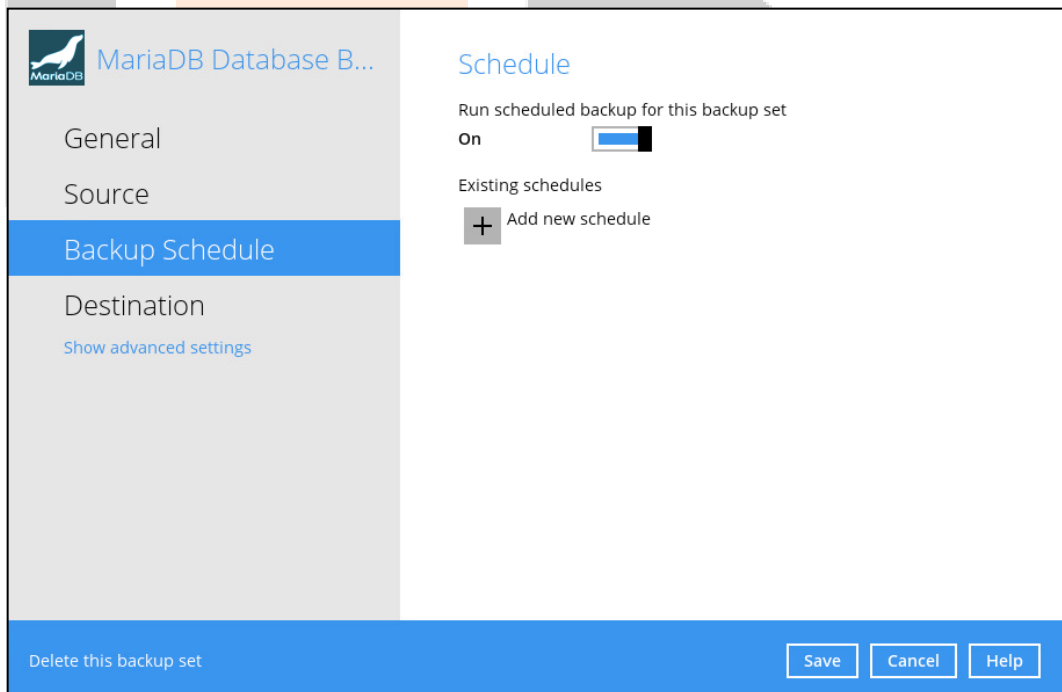 MariaDB
MariaDB Database B...
General
Source
Backup Schedule
Destination
Show advanced settings
Schedule
Run scheduled backup for this backup set
On
Existing schedules
+ Add new schedule
Delete this backup set
Save Cancel Help